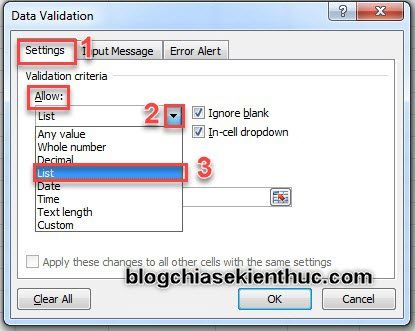 Data Validation
Settings 1 Input Message Error Alert
Validation criteria
Allow:
List 2 Ignore blank
Any value In-cell dropdown
Whole number
Decimal
List 3
Date
Time
Text length
Custom
Apply these changes to all other cells with the same settings
blogchiasekienthuc.com
Clear All OK Cancel